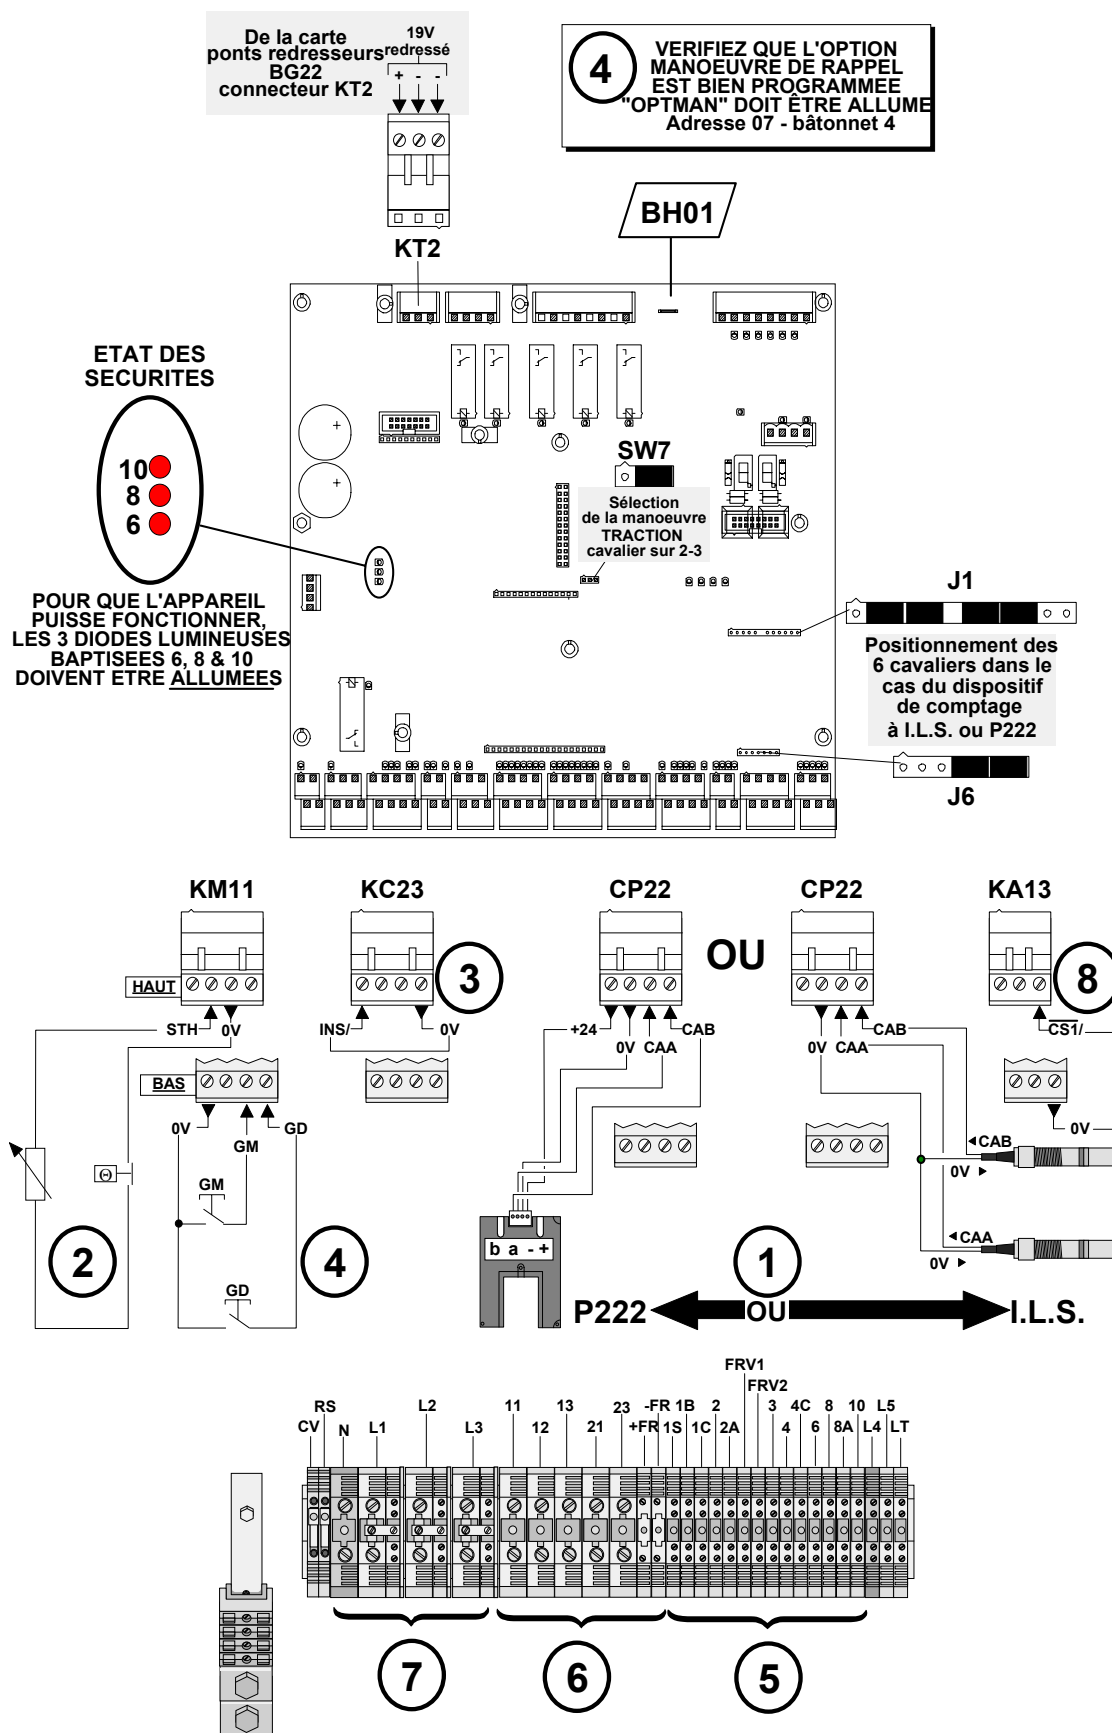 De la carte
ponts redresseurs
BG22
connecteur KT2
19V
redressé
+ - -
KT2
4
VERIFIEZ QUE L'OPTION
MANOEUVRE DE RAPPEL
EST BIEN PROGRAMMEE
"OPTMAN" DOIT ÊTRE ALLUME
Adresse 07 - bâtonnet 4
BH01
ETAT DES
SECURITES
10
8
6
POUR QUE L'APPAREIL
PUISSE FONCTIONNER,
LES 3 DIODES LUMINEUSES
BAPTISEES 6, 8 & 10
DOIVENT ETRE ALLUMEES
+
+
SW7
Sélection
de la manoeuvre
TRACTION
cavalier sur 2-3
J1
Positionnement des
6 cavaliers dans le
cas du dispositif
de comptage
à I.L.S. ou P222
J6
KM11
KC23
CP22
OU
CP22
KA13
HAUT
3
8
STH
0V
INS/
0V
+24
0V
CAA
CAB
0V
CAA
CAB
CS1/
BAS
0V
GM
GD
0V
CAB
0V
GM
2
4
GD
b a - +
CAA
0V
1
P222
OU
I.L.S.
CV
RS
N
L1
L2
L3
11
12
13
21
23
+FR
-FR
1S
1B
1C
2
2A
FRV1
FRV2
3
4
4C
6
8
8A
10
L4
L5
LT
7
6
5